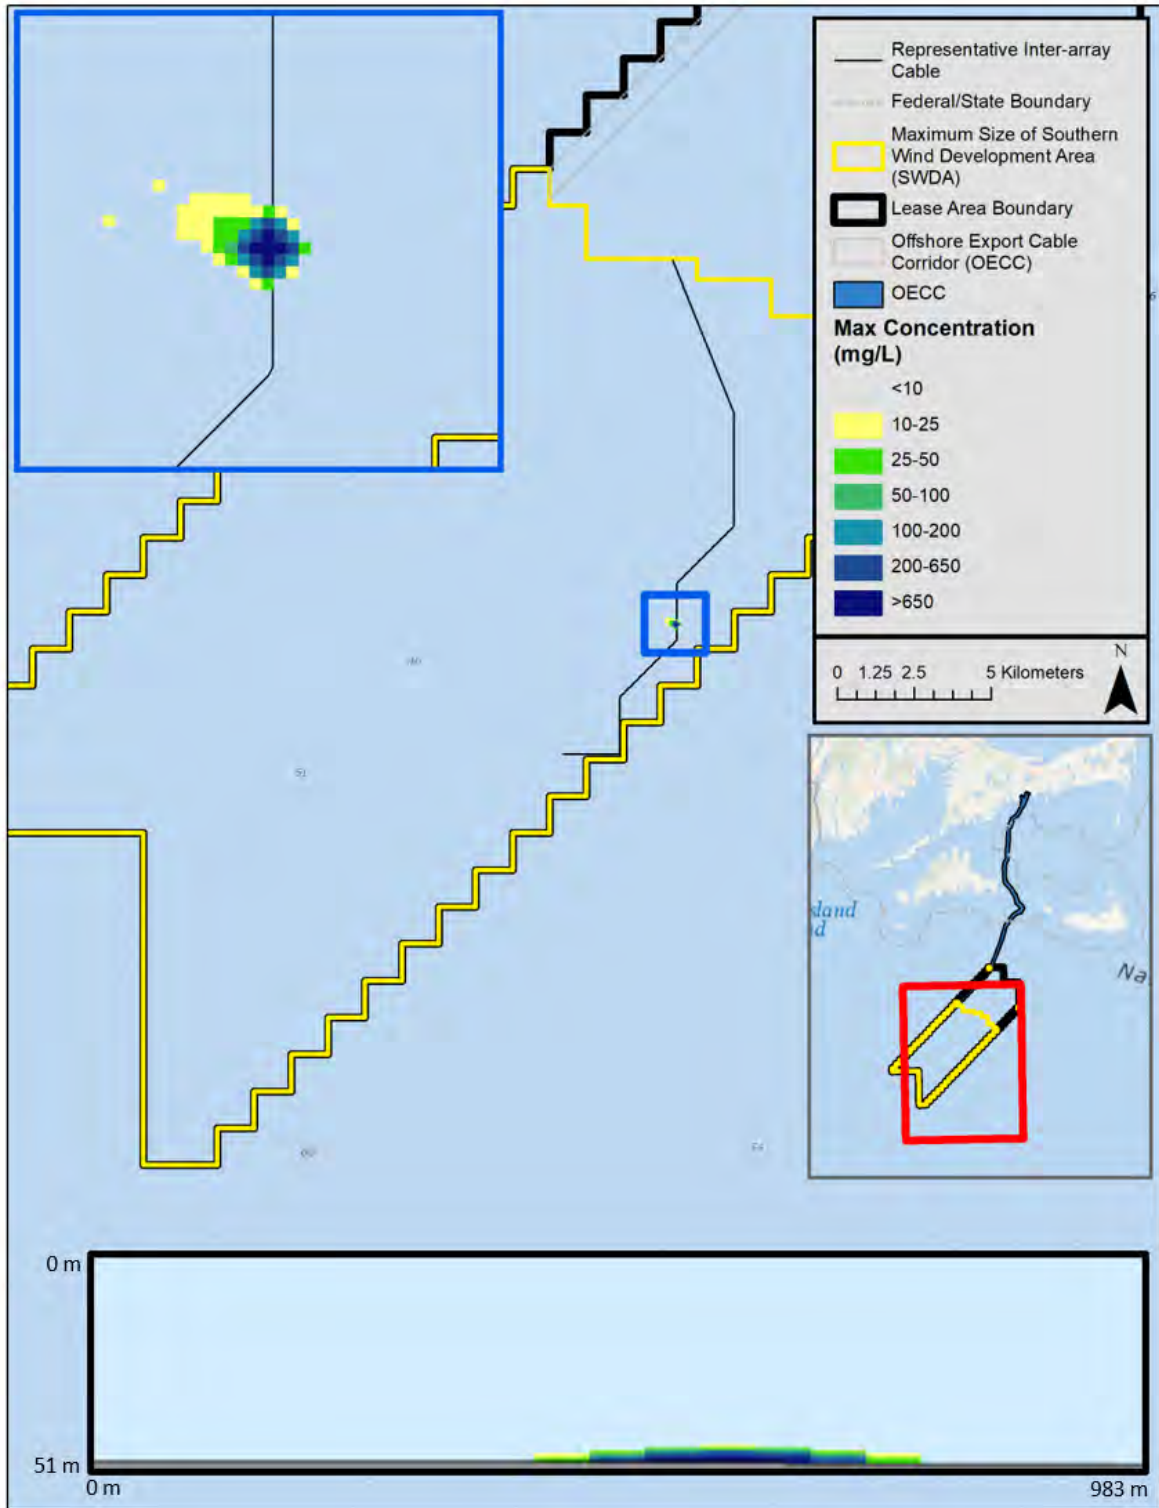 Representative Inter-array
Cable
Federal/State Boundary
Maximum Size of Southern
Wind Development Area
(SWDA)
Lease Area Boundary
Offshore Export Cable
Corridor (OECC)
OECC
Max Concentration
(mg/L)
<10
10-25
25-50
50-100
100-200
200-650
>650
N
0 1.25 2.5 5 Kilometers
Na
0 m
51 m
0 m
983 m